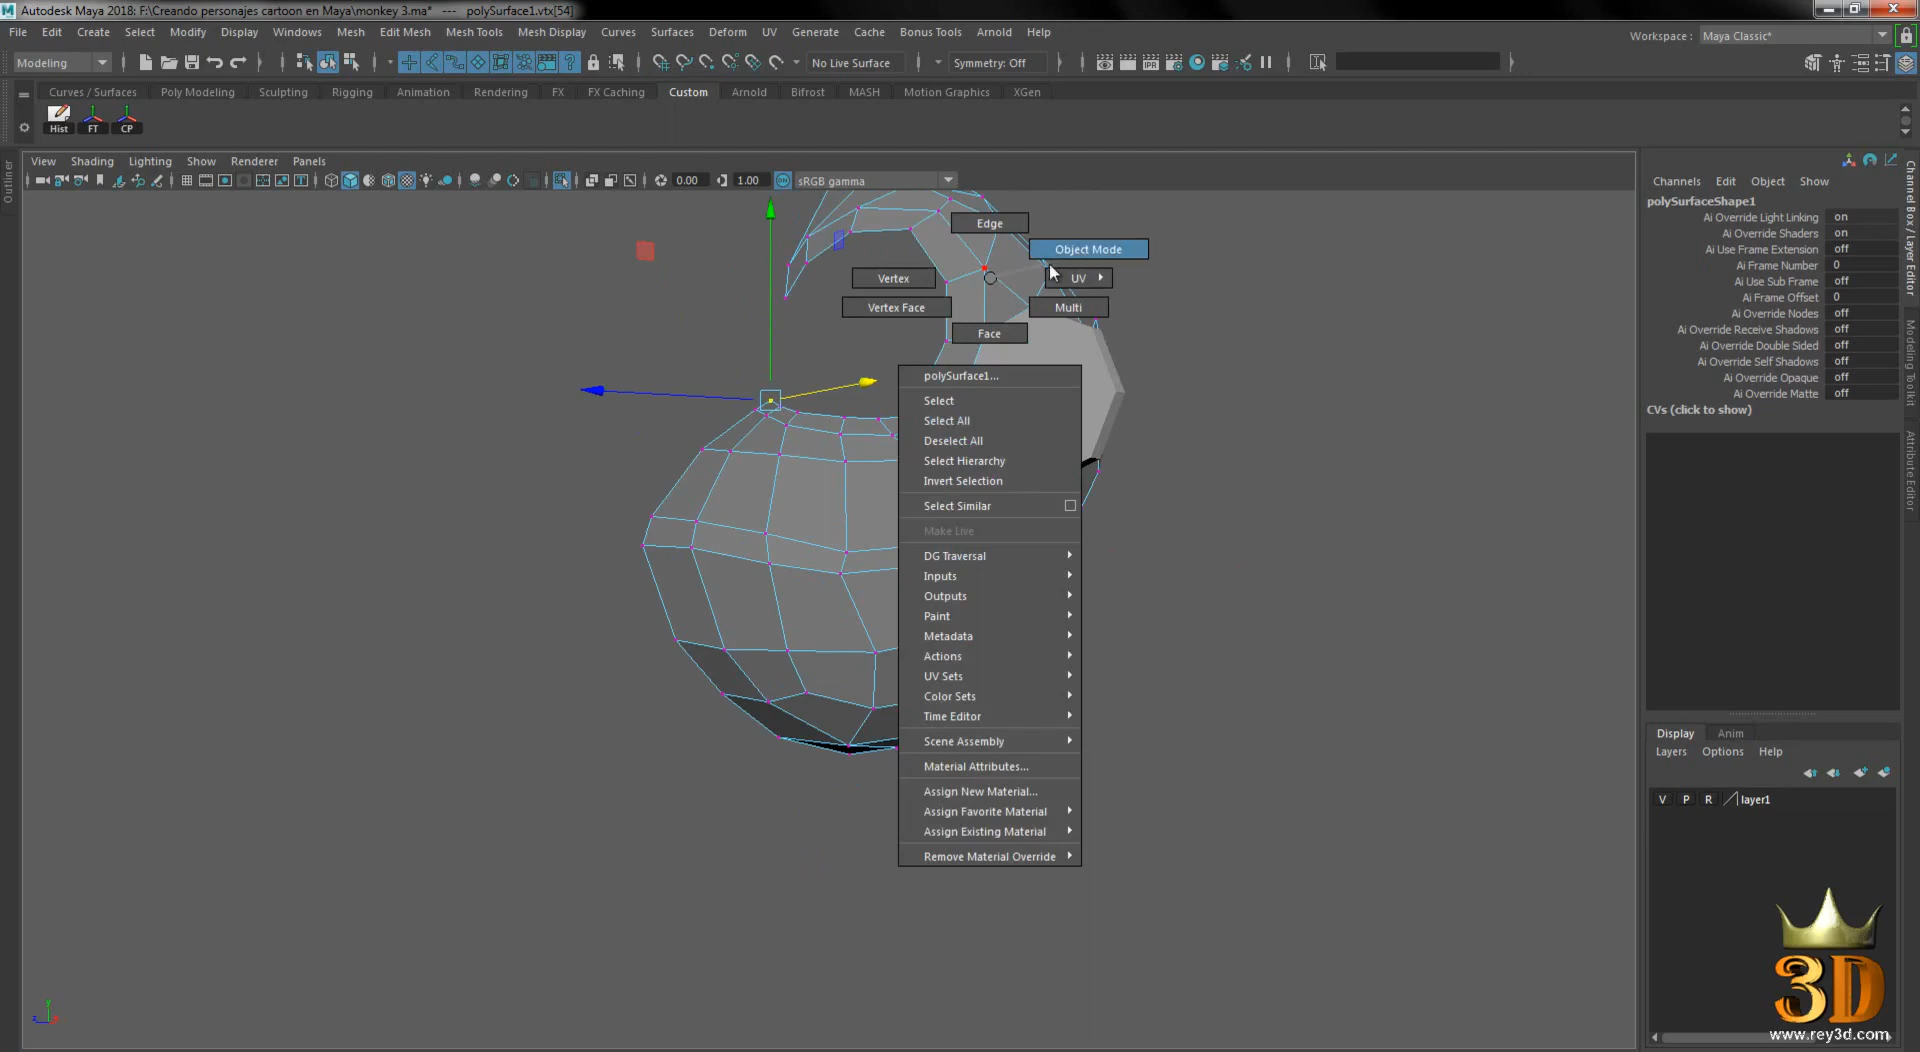 Autodesk Maya 2018: F:\Creando personajes cartoon en Maya\monkey 3.ma* --- polySurface1.vtx[54]
File Edit Create Select Modify Display Windows Mesh Edit Mesh Mesh Tools Mesh Display Curves Surfaces Deform UV Generate Cache Bonus Tools Arnold Help
Workspace : Maya Classic*
Modeling No Live Surface Symmetry: Off
Curves / Surfaces Poly Modeling Sculpting Rigging Animation Rendering FX FX Caching Custom Arnold Bifrost MASH Motion Graphics XGen
Hist FT CP
View Shading Lighting Show Renderer Panels
0.00 1.00 sRGB gamma
Outliner
Edge
Object Mode
Vertex
UV
Vertex Face
Multi
Face
polySurface1...
Select
Select All
Deselect All
Select Hierarchy
Invert Selection
Select Similar
Make Live
DG Traversal
Inputs
Outputs
Paint
Metadata
Actions
UV Sets
Color Sets
Time Editor
Scene Assembly
Material Attributes...
Assign New Material...
Assign Favorite Material
Assign Existing Material
Remove Material Override
Channels Edit Object Show
polySurfaceShape1
Ai Override Light Linking on
Ai Override Shaders on
Ai Use Frame Extension off
Ai Frame Number 0
Ai Use Sub Frame off
Ai Frame Offset 0
Ai Override Nodes off
Ai Override Receive Shadows off
Ai Override Double Sided off
Ai Override Self Shadows off
Ai Override Opaque off
Ai Override Matte off
CVs (click to show)
Channel Box / Layer Editor
Modeling Toolkit
Attribute Editor
Display Anim
Layers Options Help
V P R layer1
y
z x
3D
www.rey3d.com